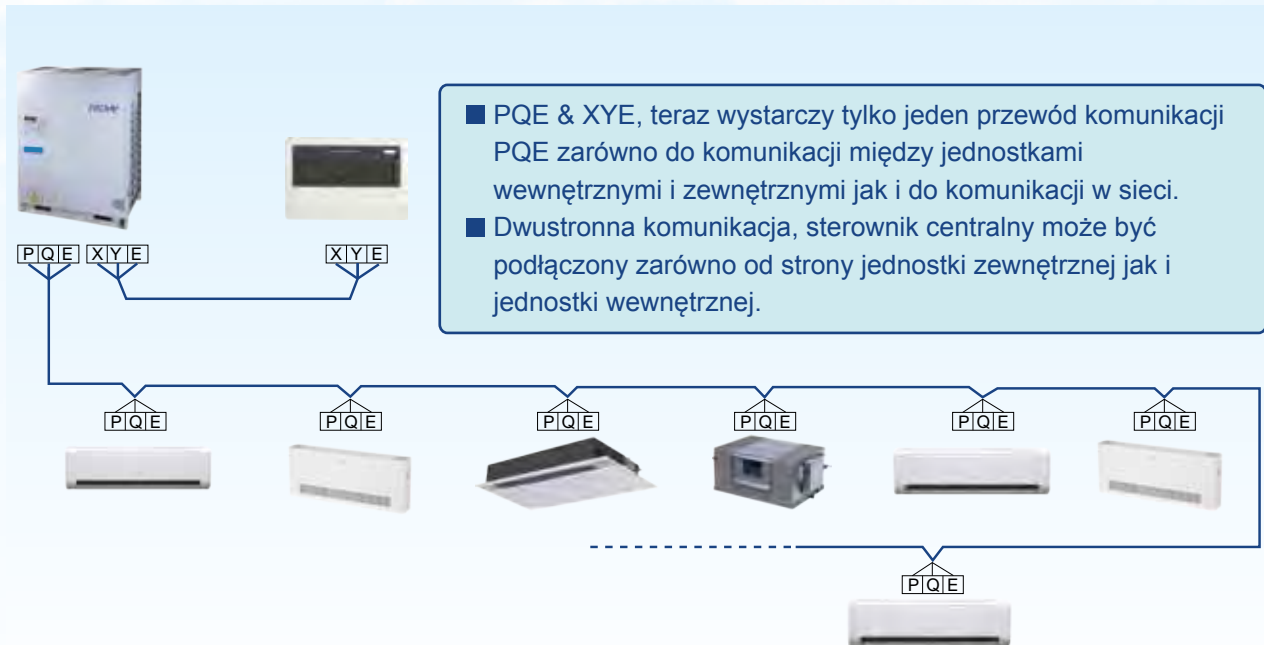 ■ PQE & XYE, teraz wystarczy tylko jeden przewód komunikacji
PQE zarówno do komunikacji między jednostkami
wewnętrznymi i zewnętrznymi jak i do komunikacji w sieci.
■ Dwustronna komunikacja, sterownik centralny może być
podłączony zarówno od strony jednostki zewnętrznej jak i
jednostki wewnętrznej.
P Q E X Y E X Y E
P Q E P Q E P Q E P Q E P Q E P Q E
P Q E